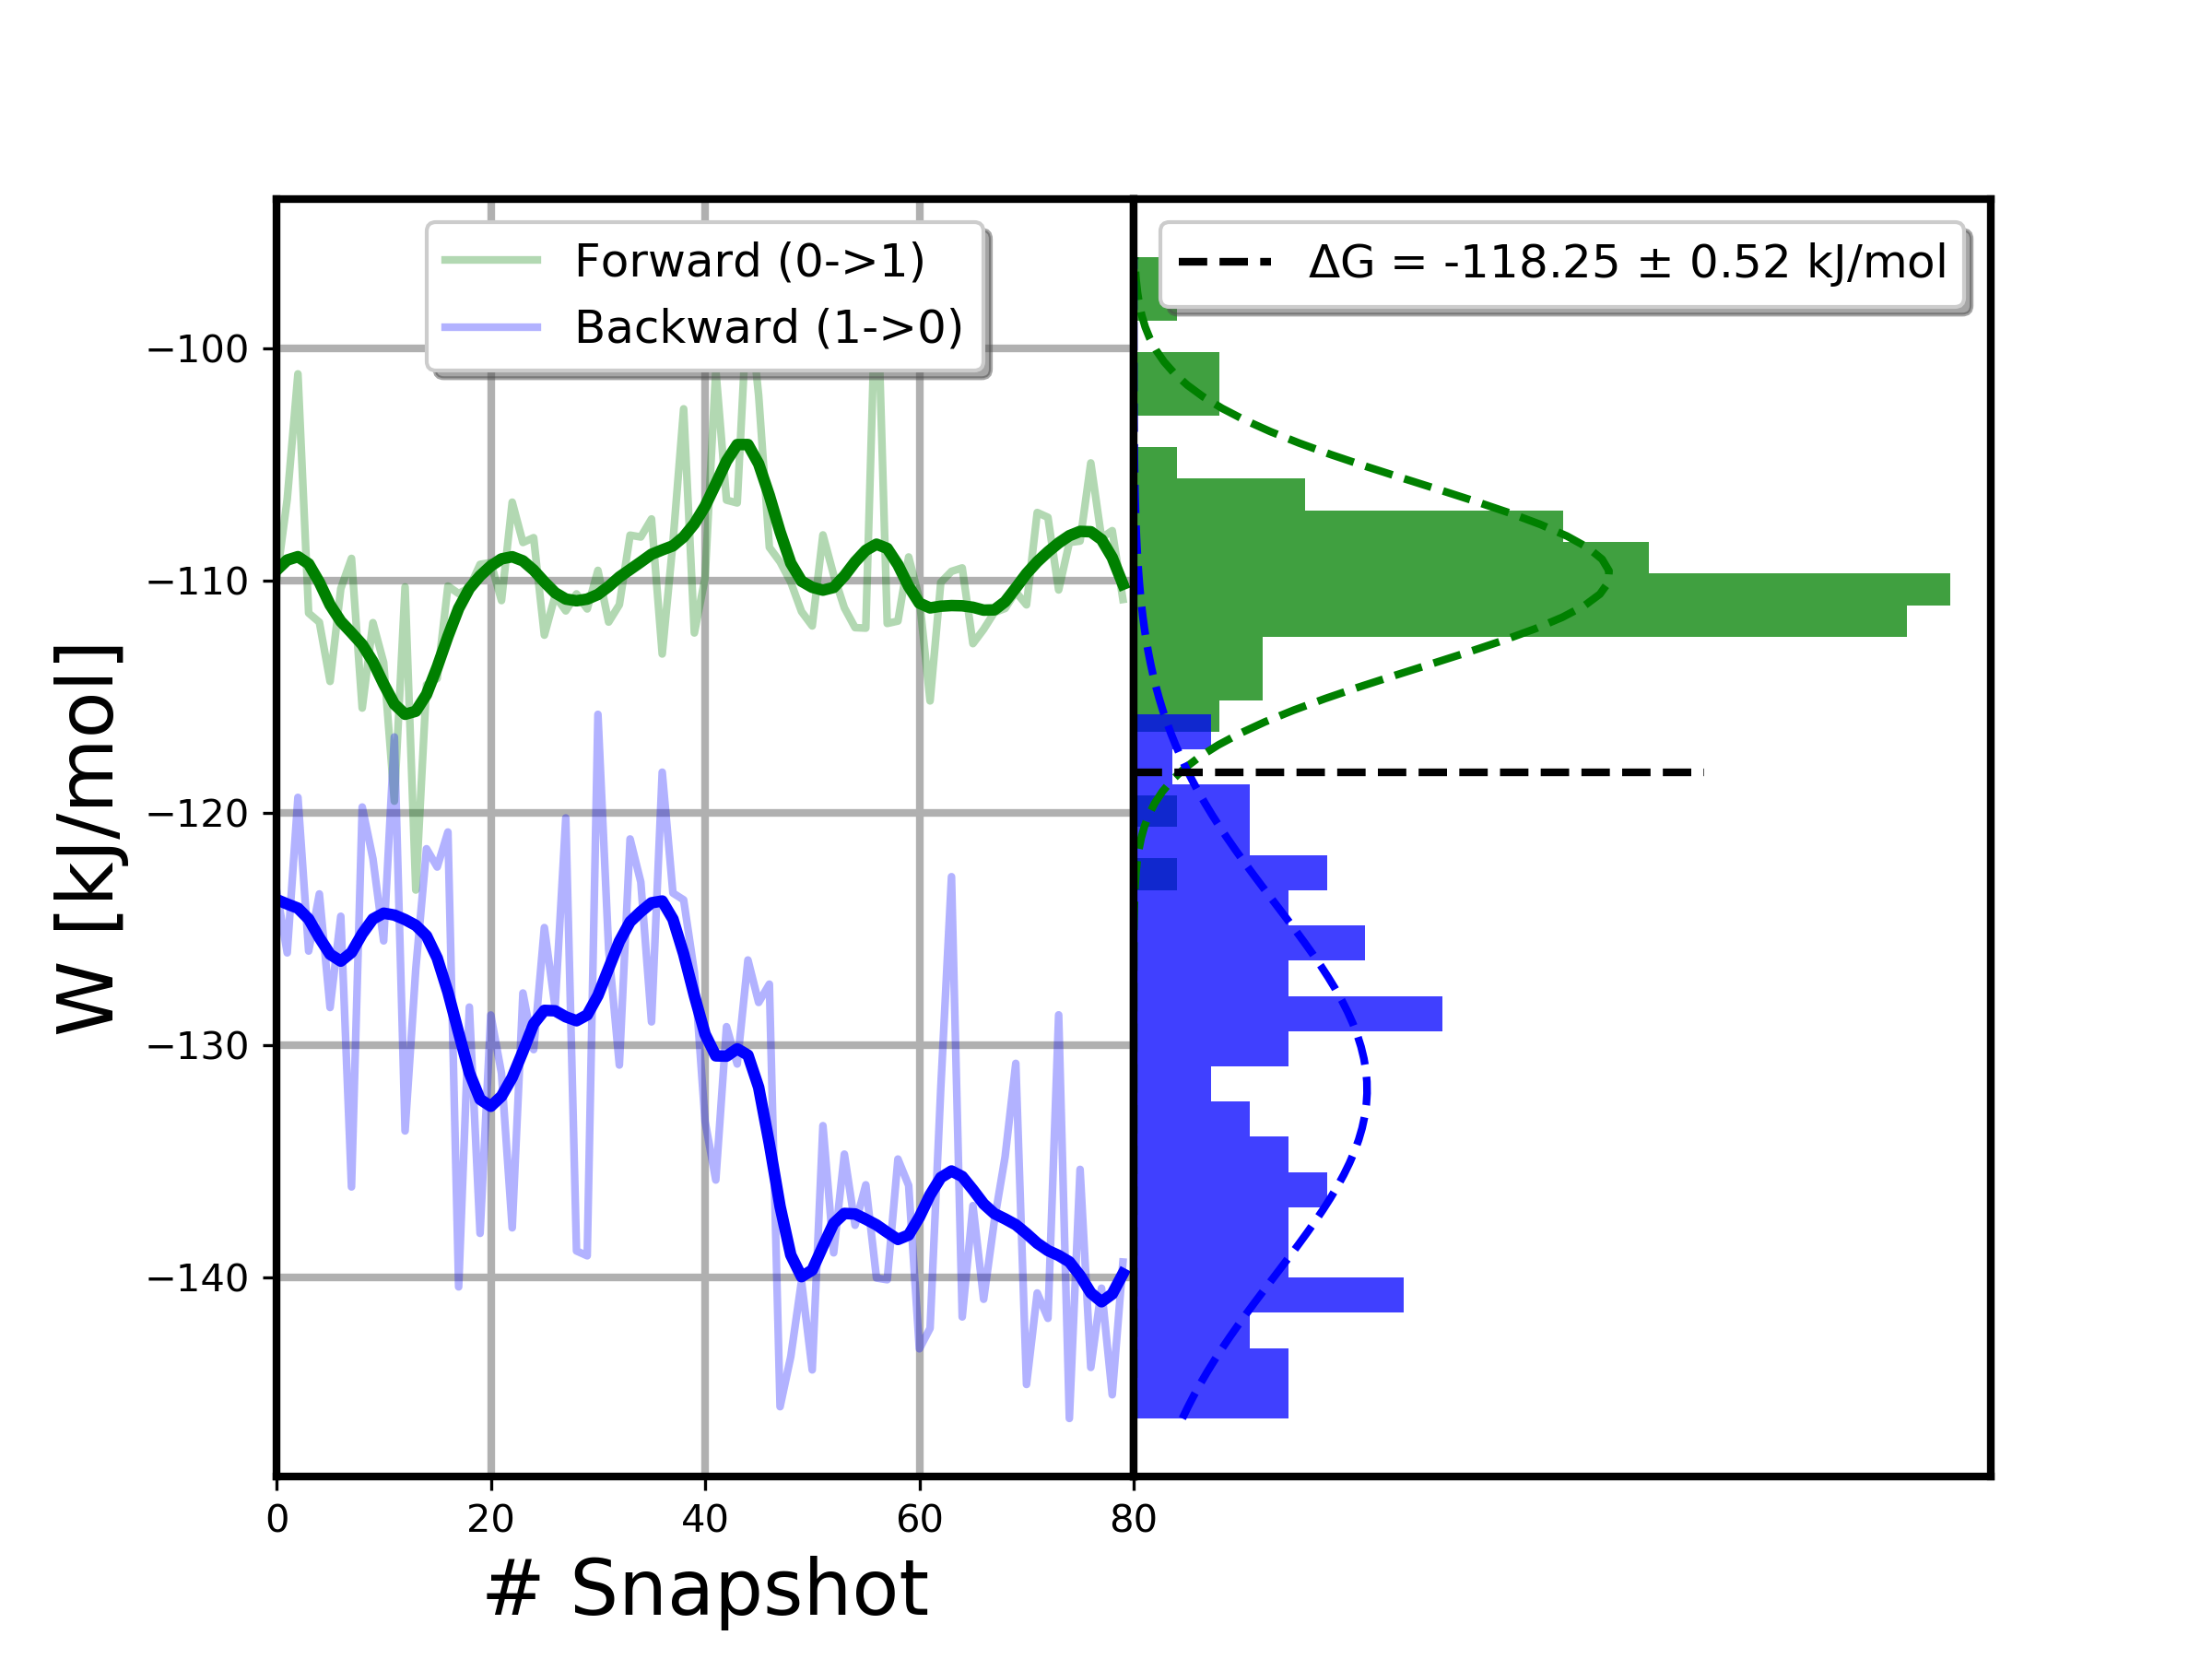 Forward (0->1)
Backward (1->0)
ΔG = -118.25 ± 0.52 kJ/mol
W [kJ/mol]
−100
−110
−120
−130
−140
0 20 40 60 80
# Snapshot